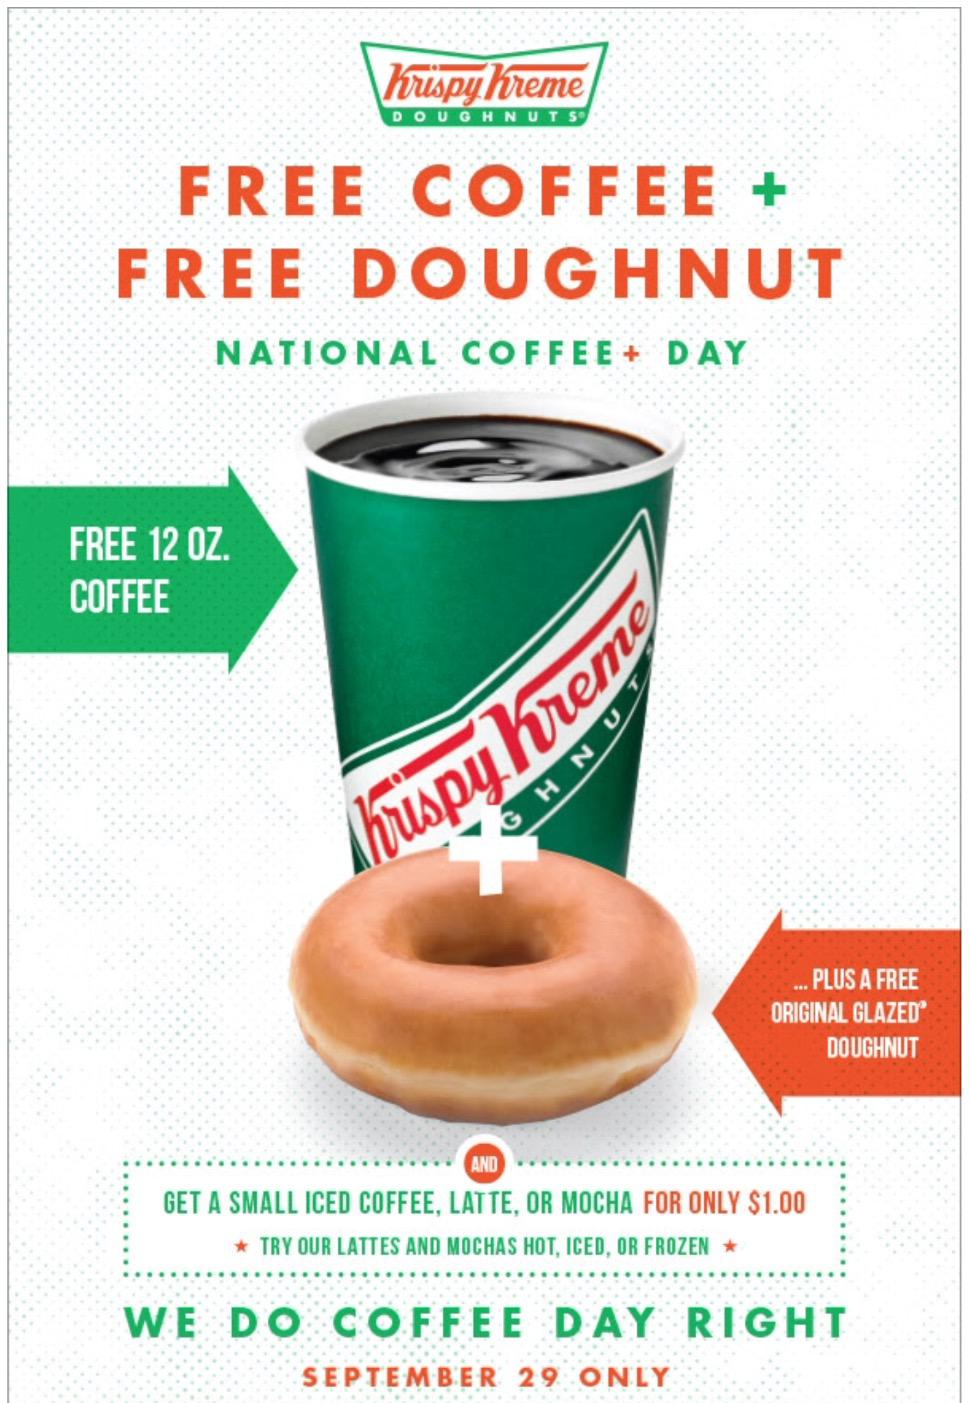 Krispy Kreme
DOUGHNUTS®
FREE COFFEE +
FREE DOUGHNUT
NATIONAL COFFEE+ DAY
FREE 12 OZ.
COFFEE
Krispy Kreme
GHNUTS
+
... PLUS A FREE
ORIGINAL GLAZED®
DOUGHNUT
AND
GET A SMALL ICED COFFEE, LATTE, OR MOCHA FOR ONLY $1.00
★ TRY OUR LATTES AND MOCHAS HOT, ICED, OR FROZEN ★
WE DO COFFEE DAY RIGHT
SEPTEMBER 29 ONLY